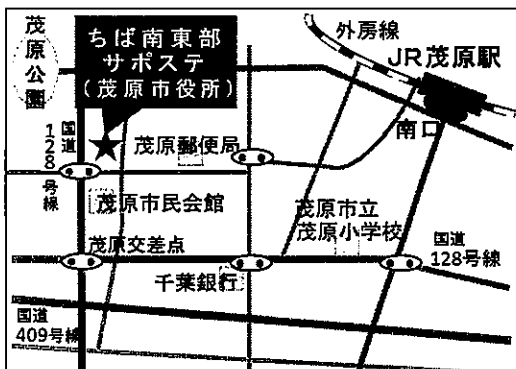 茂原公園
ちば南東部
サポステ
(茂原市役所)
外房線
JR茂原駅
南口
国道128号線
茂原郵便局
茂原市民会館
茂原市立
茂原小学校
茂原交差点
国道
128号線
千葉銀行
国道
409号線